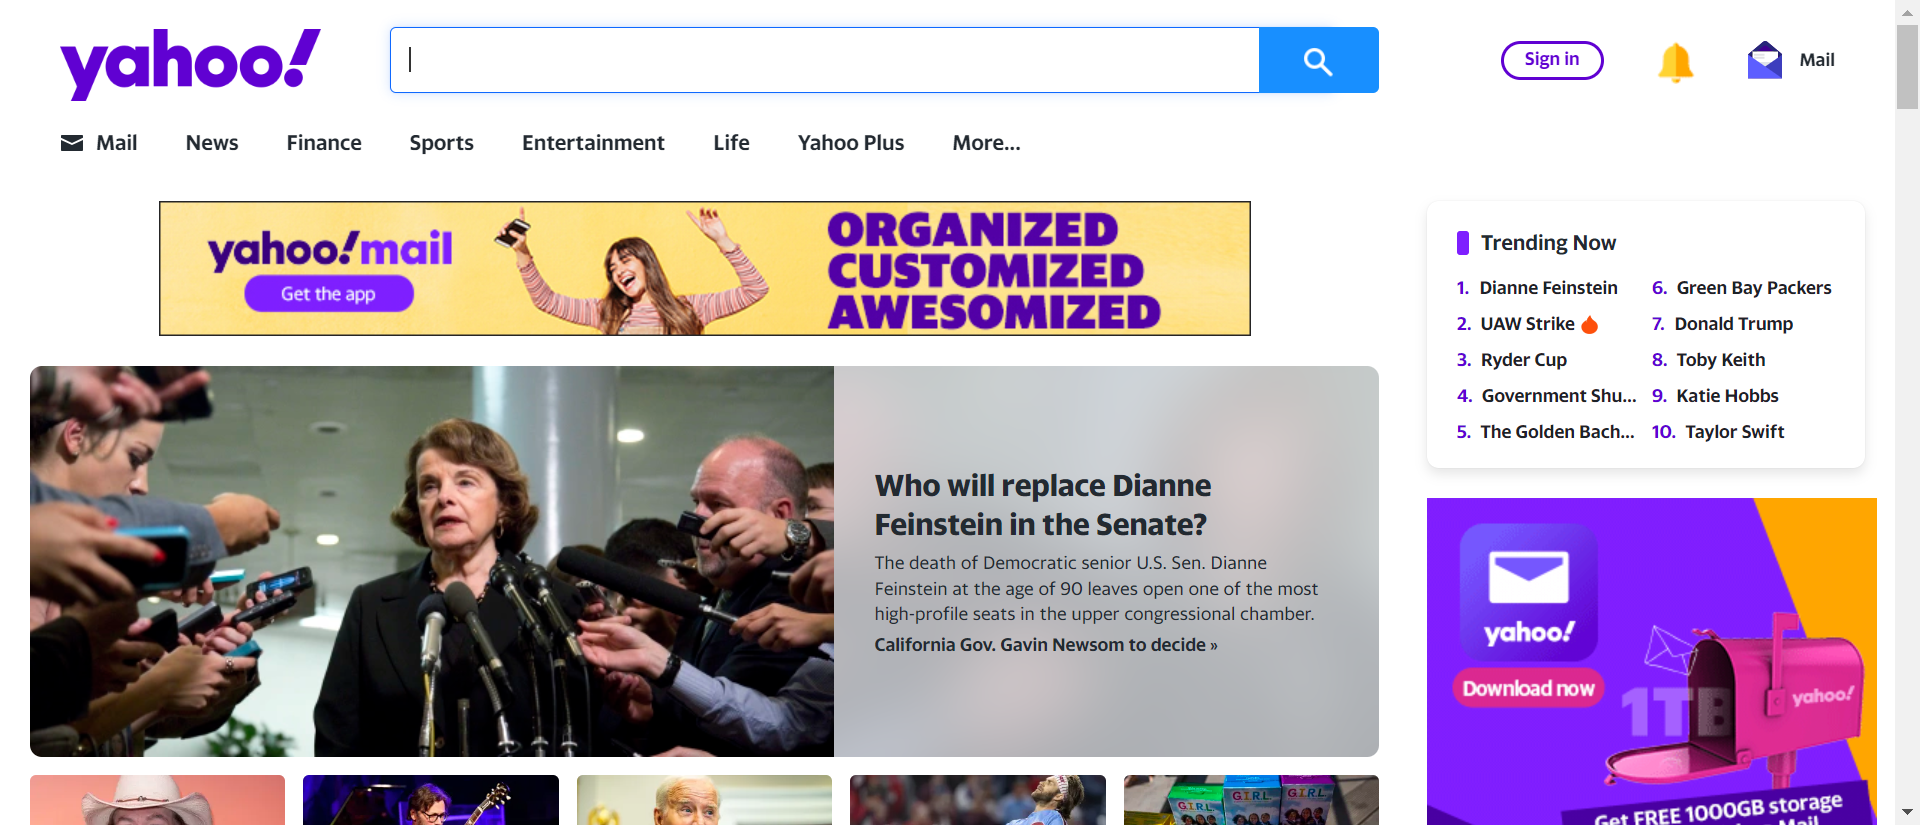 yahoo!
Sign in
Mail
Mail
News
Finance
Sports
Entertainment
Life
Yahoo Plus
More...
yahoo!mail
Get the app
ORGANIZED
CUSTOMIZED
AWESOMIZED
Who will replace Dianne
Feinstein in the Senate?
The death of Democratic senior U.S. Sen. Dianne
Feinstein at the age of 90 leaves open one of the most
high-profile seats in the upper congressional chamber.
California Gov. Gavin Newsom to decide »
G.I.R.L.
G.I.R.L.
G.I.R.L.
Trending Now
1. Dianne Feinstein
2. UAW Strike
3. Ryder Cup
4. Government Shu...
5. The Golden Bach...
6. Green Bay Packers
7. Donald Trump
8. Toby Keith
9. Katie Hobbs
10. Taylor Swift
yahoo!
Download now
1TB
yahoo!
Get FREE 1000GB storage
Mail